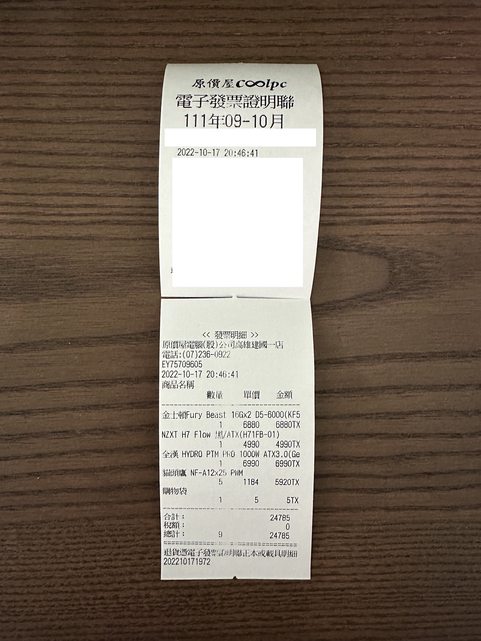 原價屋coolpc
電子發票證明聯
111年09-10月
2022-10-17 20:46:41
<< 發票明細 >>
原價屋電腦(股)公司高雄建國一店
電話:(07)236-0922
EY75709605
2022-10-17 20:46:41
商品名稱
數量 單價 金額
金士頓Fury Beast 16Gx2 D5-6000(KF5
1 6880 6880TX
NZXT H7 Flow 黑/ATX(H71FB-01)
1 4990 4990TX
全漢 HYDRO PTM PRO 1000W ATX3.0(Ge
1 6990 6990TX
貓頭鷹 NF-A12x25 PWM
5 1184 5920TX
購物袋
1 5 5TX
合計: 24785
稅額: 0
總計: 9 24785
退貨憑電子發票證明聯正本或載具明細
202210171972